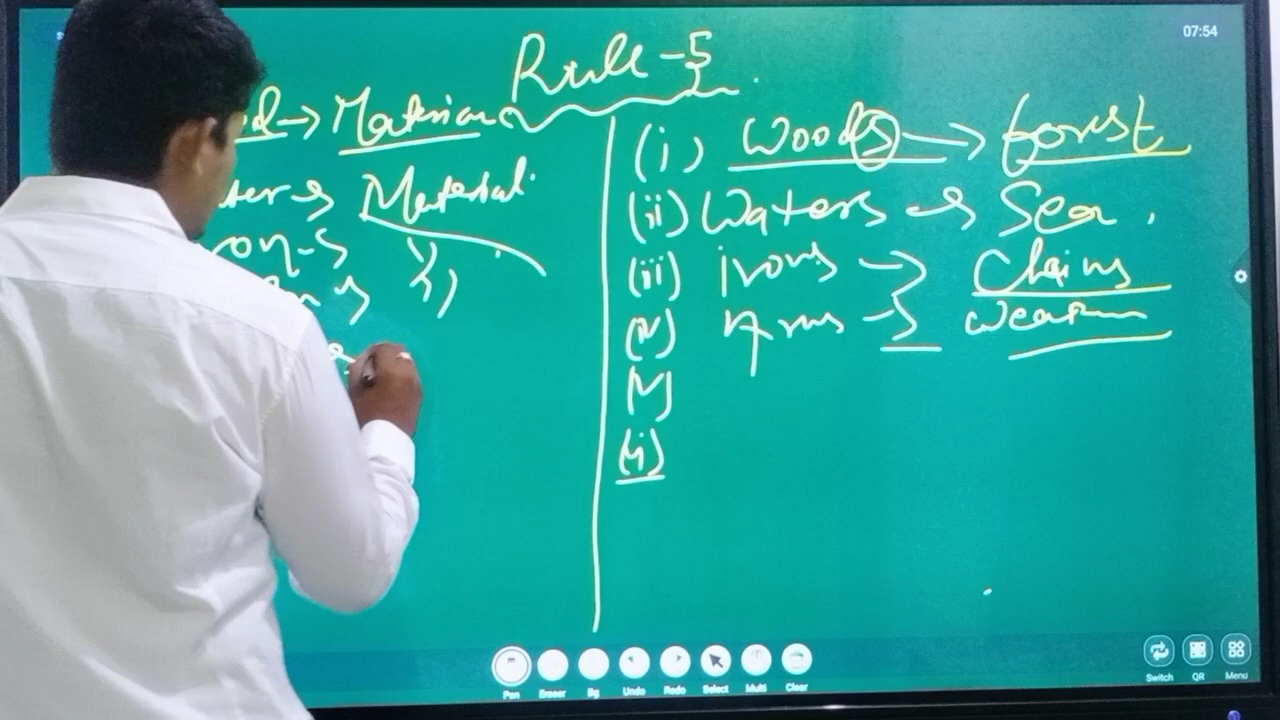 07:54
Rule-5
→ Material
Material
"
(i) Woods → forest
(ii) Waters → Sea.
(iii) irons → Chains
(iv) Arms →
(v)
(vi)
Pen Eraser Bg Undo Redo Select Multi Clear
Switch QR Menu